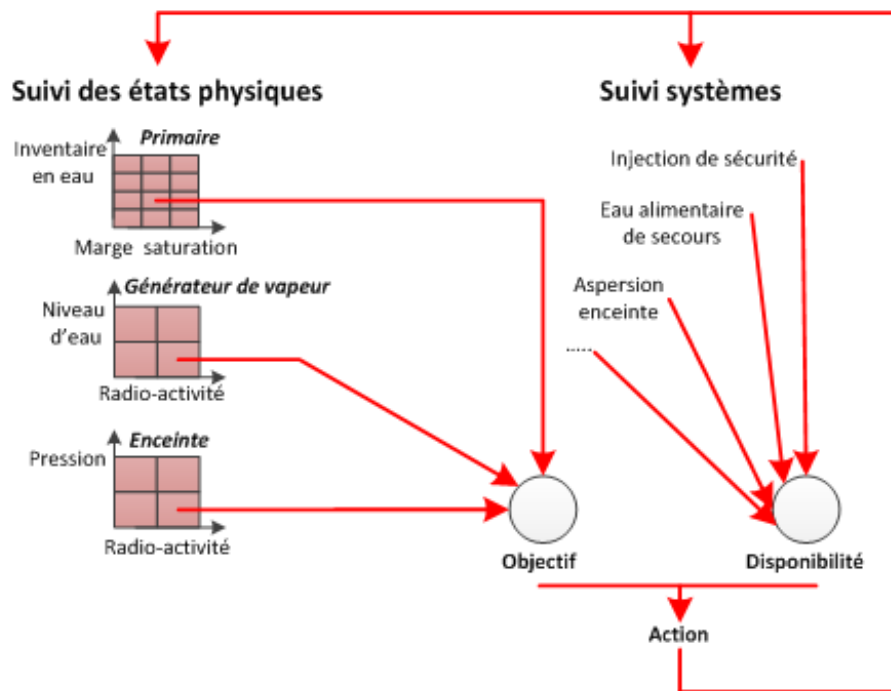 Suivi des états physiques
Suivi systèmes
Primaire
Inventaire
en eau
Marge saturation
Générateur de vapeur
Niveau
d'eau
Radio-activité
Enceinte
Pression
Radio-activité
Injection de sécurité
Eau alimentaire
de secours
Aspersion
enceinte
.....
Objectif
Disponibilité
Action